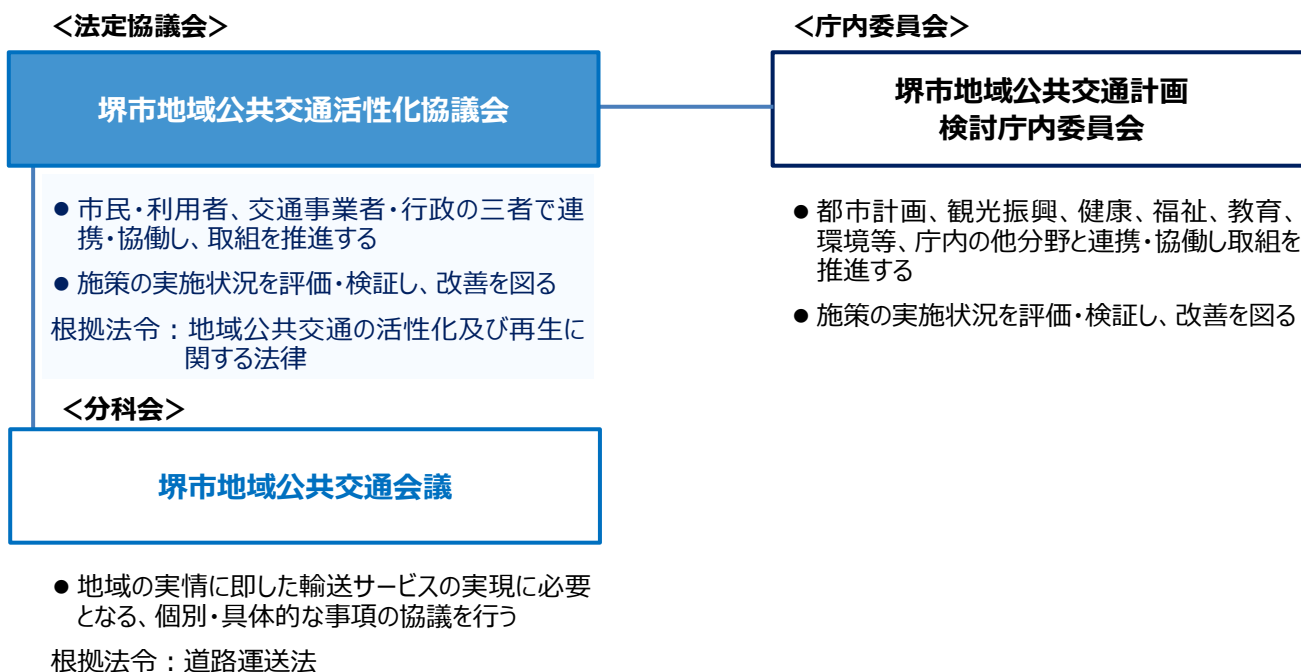 ＜法定協議会＞
堺市地域公共交通活性化協議会
● 市民・利用者、交通事業者・行政の三者で連
携・協働し、取組を推進する
● 施策の実施状況を評価・検証し、改善を図る
根拠法令：地域公共交通の活性化及び再生に
関する法律
＜分科会＞
堺市地域公共交通会議
● 地域の実情に即した輸送サービスの実現に必要
となる、個別・具体的な事項の協議を行う
根拠法令：道路運送法
＜庁内委員会＞
堺市地域公共交通計画
検討庁内委員会
● 都市計画、観光振興、健康、福祉、教育、
環境等、庁内の他分野と連携・協働し取組を
推進する
● 施策の実施状況を評価・検証し、改善を図る